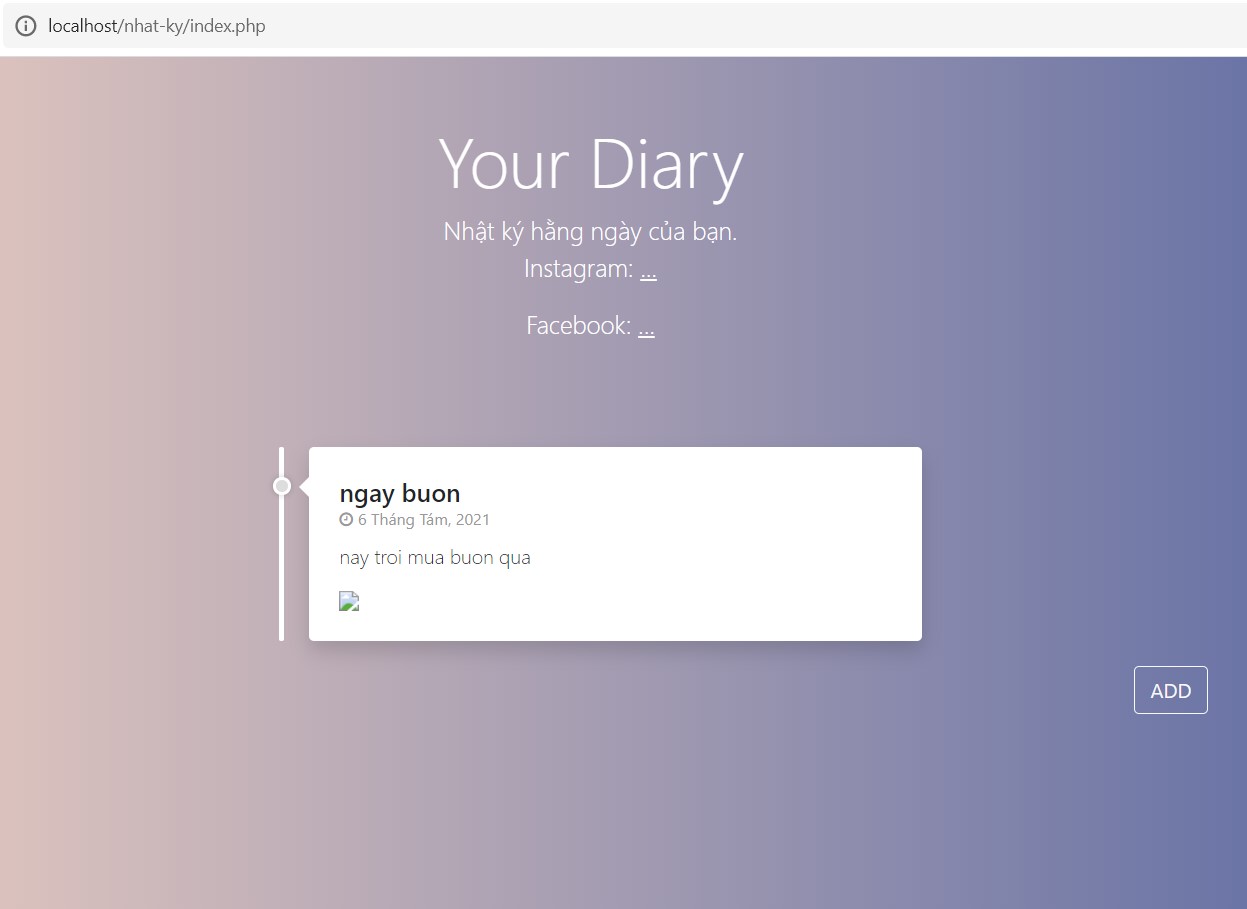 localhost/nhat-ky/index.php
Your Diary
Nhật ký hằng ngày của bạn.
Instagram: ...
Facebook: ...
ngay buon
6 Tháng Tám, 2021
nay troi mua buon qua
ADD